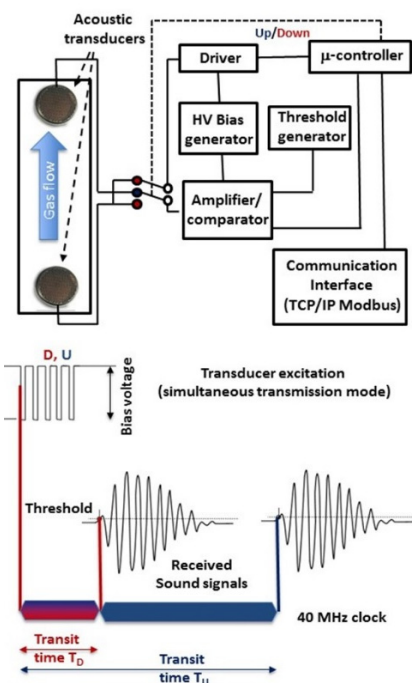 Acoustic
transducers
Up/Down
Driver
μ-controller
HV Bias
generator
Threshold
generator
Gas flow
Amplifier/
comparator
Communication
Interface
(TCP/IP Modbus)
D, U
Bias voltage
Transducer excitation
(simultaneous transmission mode)
Threshold
Received
Sound signals
40 MHz clock
Transit
time T_D
Transit
time T_U